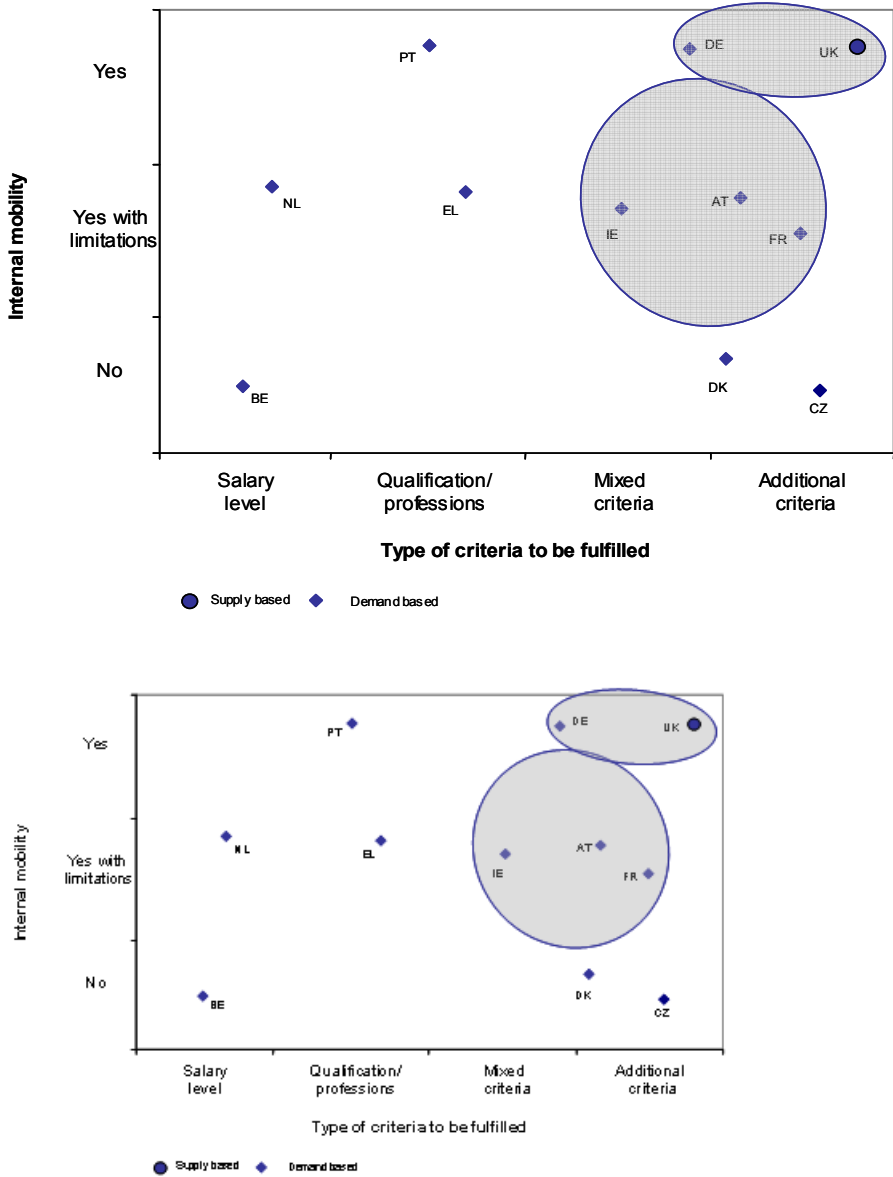 DE
UK
PT
Yes
NL
EL
AT
IE
FR
Yes with
limitations
Internal mobility
No
BE
DK
CZ
Salary
level
Qualification/
professions
Mixed
criteria
Additional
criteria
Type of criteria to be fulfilled
Supply based
Demand based
DE
UK
PT
Yes
NL
EL
AT
IE
FR
Yes with
limitations
Internal mobility
No
BE
DK
CZ
Salary
level
Qualification/
professions
Mixed
criteria
Additional
criteria
Type of criteria to be fulfilled
Supply based
Demand based